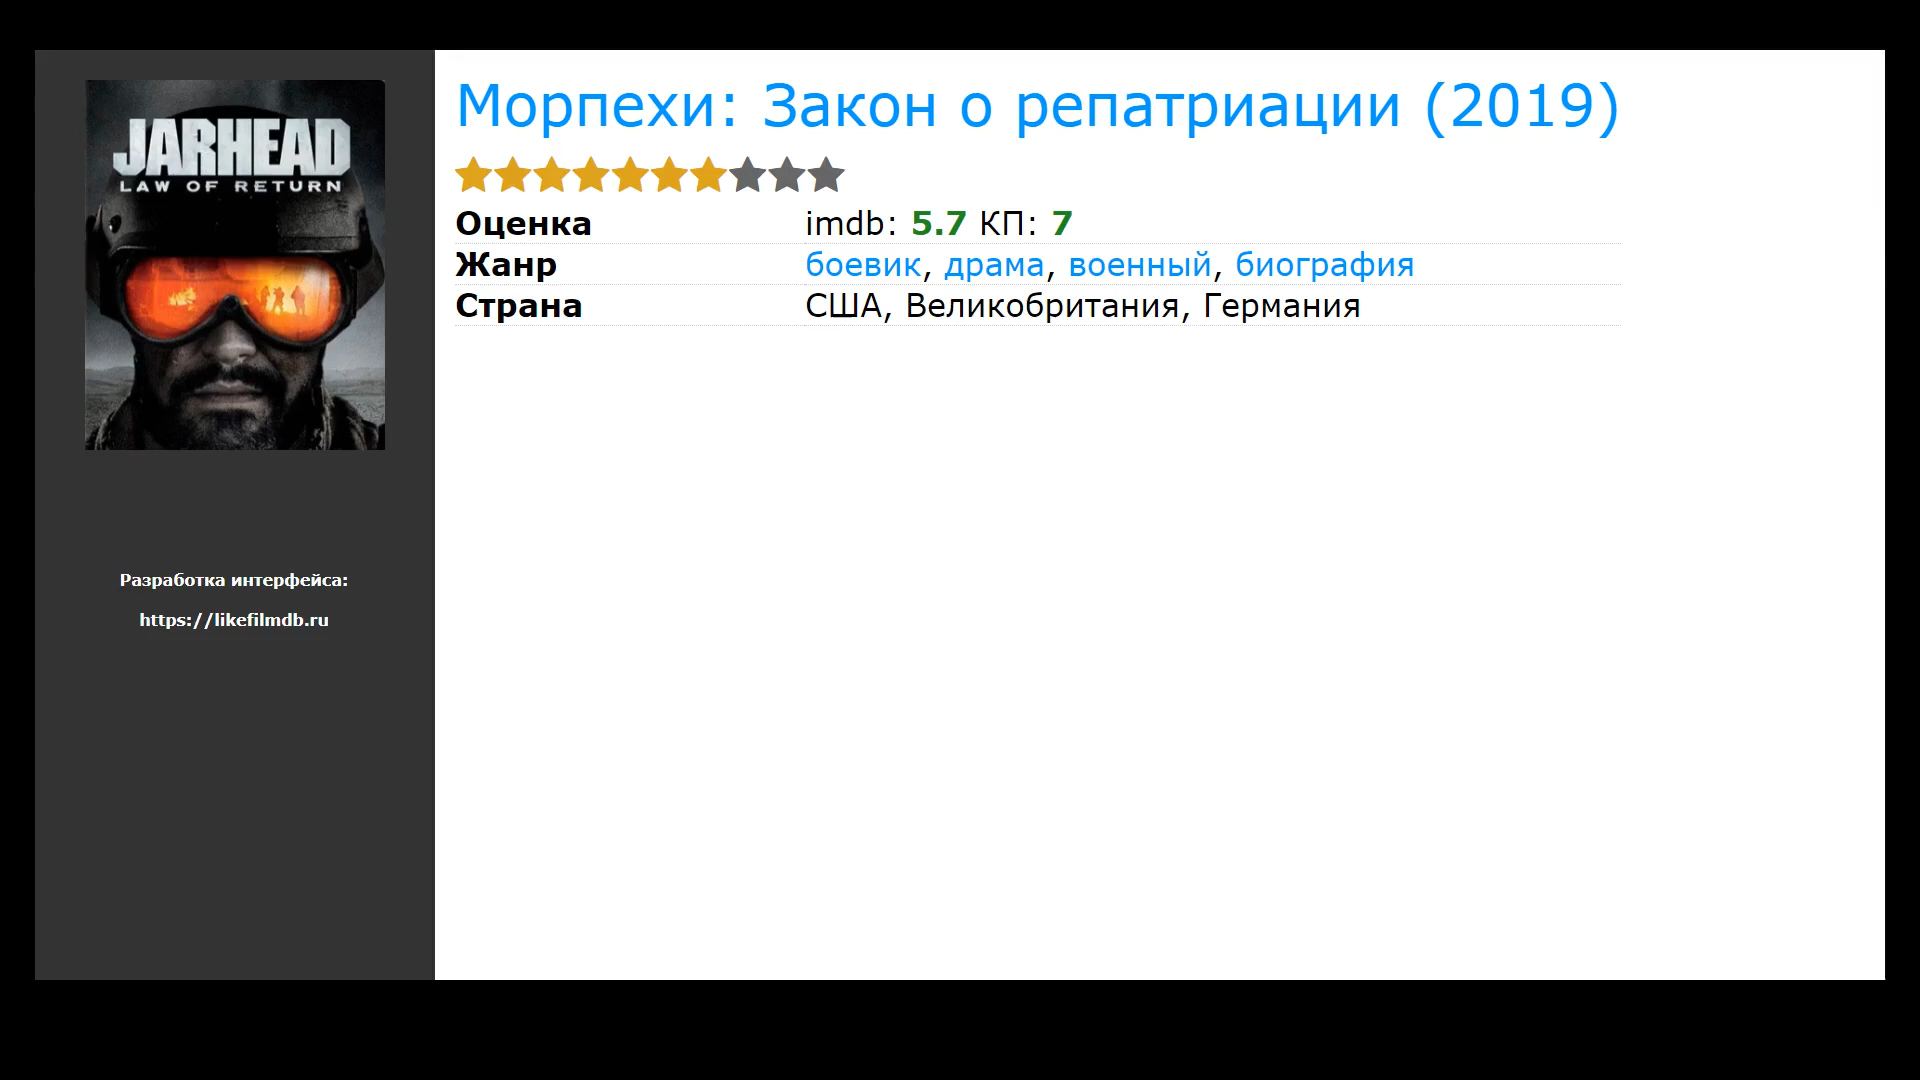 JARHEAD
LAW OF RETURN
Разработка интерфейса:
https://likefilmdb.ru
Морпехи: Закон о репатриации (2019)
Оценка imdb: 5.7 КП: 7
Жанр боевик, драма, военный, биография
Страна США, Великобритания, Германия